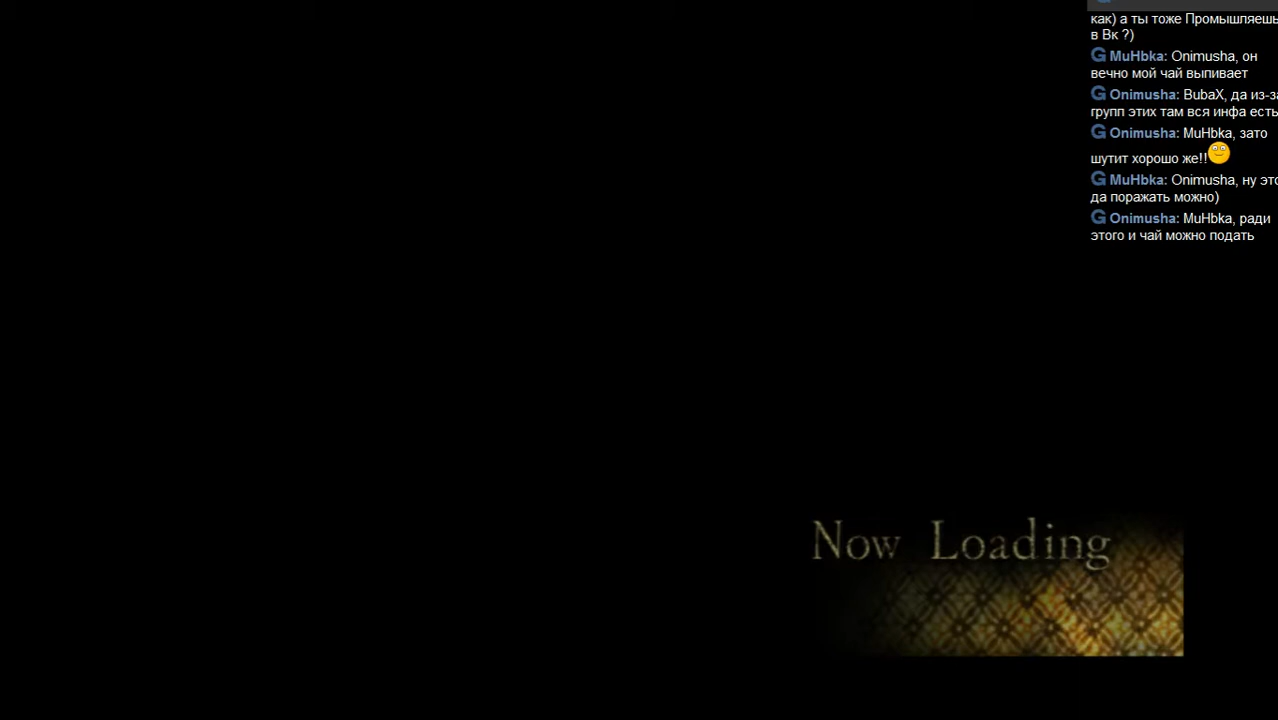 как) а ты тоже Промышляешь
в Вк ?)
MuHbka: Onimusha, он
вечно мой чай выпивает
Onimusha: BubaX, да из-за
групп этих там вся инфа есть
Onimusha: MuHbka, зато
шутит хорошо же!!
MuHbka: Onimusha, ну это
да поражать можно)
Onimusha: MuHbka, ради
этого и чай можно подать
Now Loading